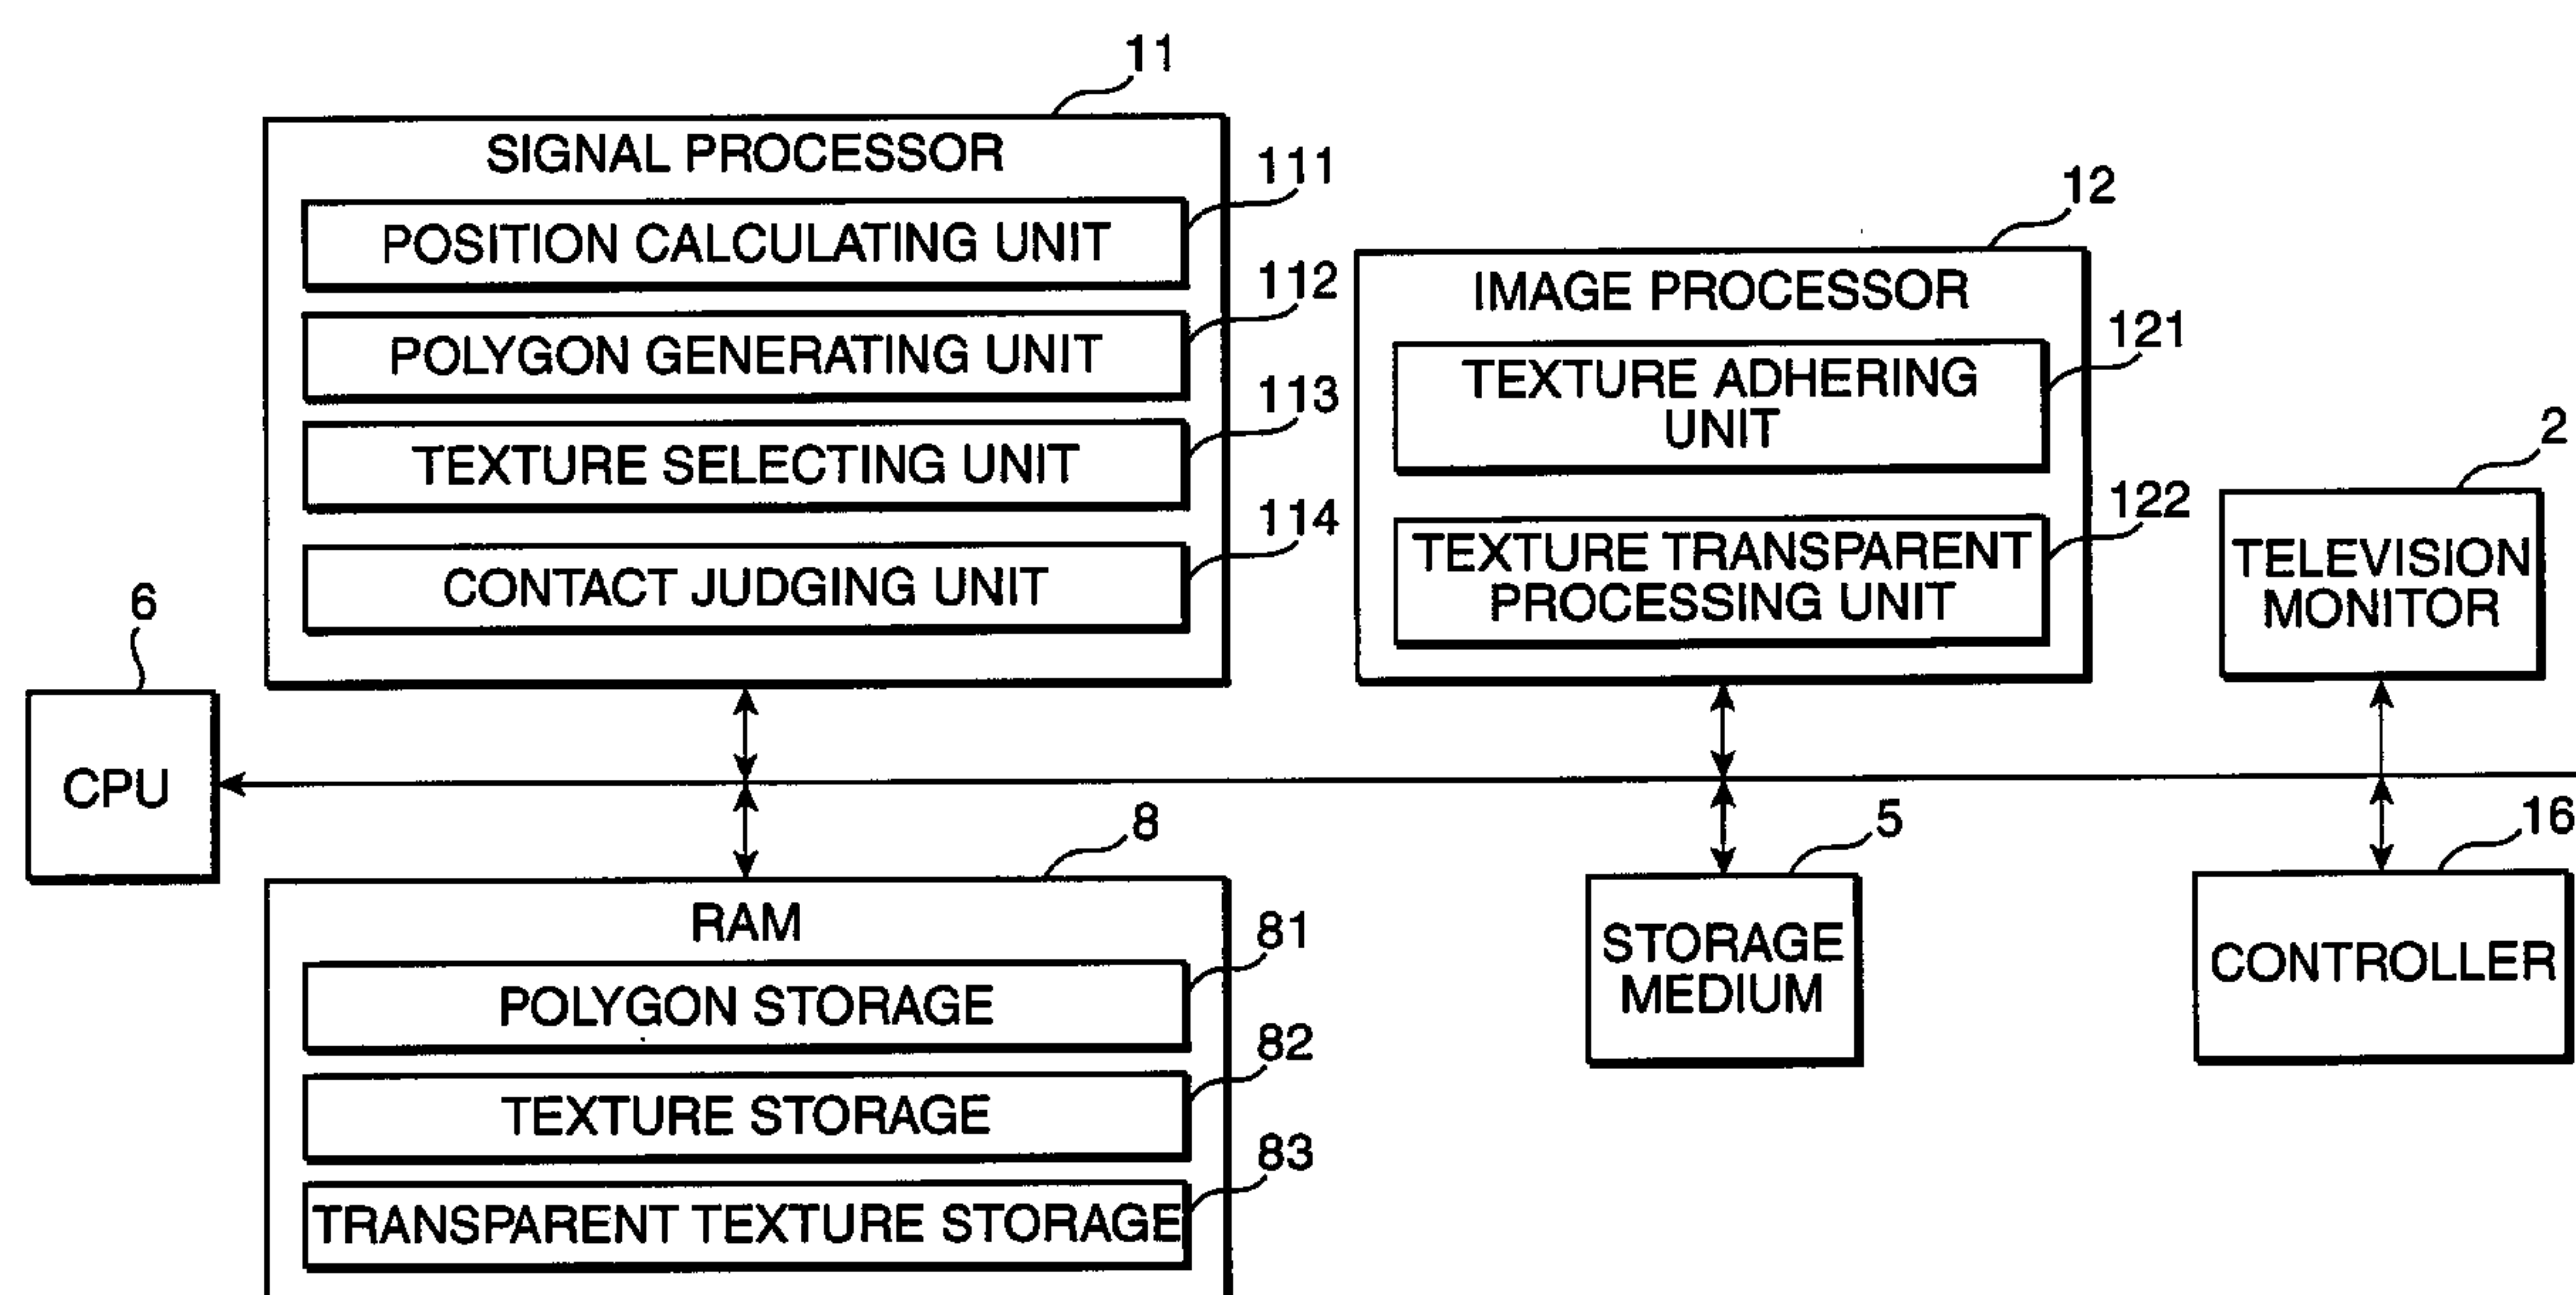 11
SIGNAL PROCESSOR
111
POSITION CALCULATING UNIT
112
POLYGON GENERATING UNIT
113
TEXTURE SELECTING UNIT
114
CONTACT JUDGING UNIT
12
IMAGE PROCESSOR
121
TEXTURE ADHERING
UNIT
122
TEXTURE TRANSPARENT
PROCESSING UNIT
2
TELEVISION
MONITOR
6
CPU
8
RAM
81
POLYGON STORAGE
82
TEXTURE STORAGE
83
TRANSPARENT TEXTURE STORAGE
5
STORAGE
MEDIUM
16
CONTROLLER